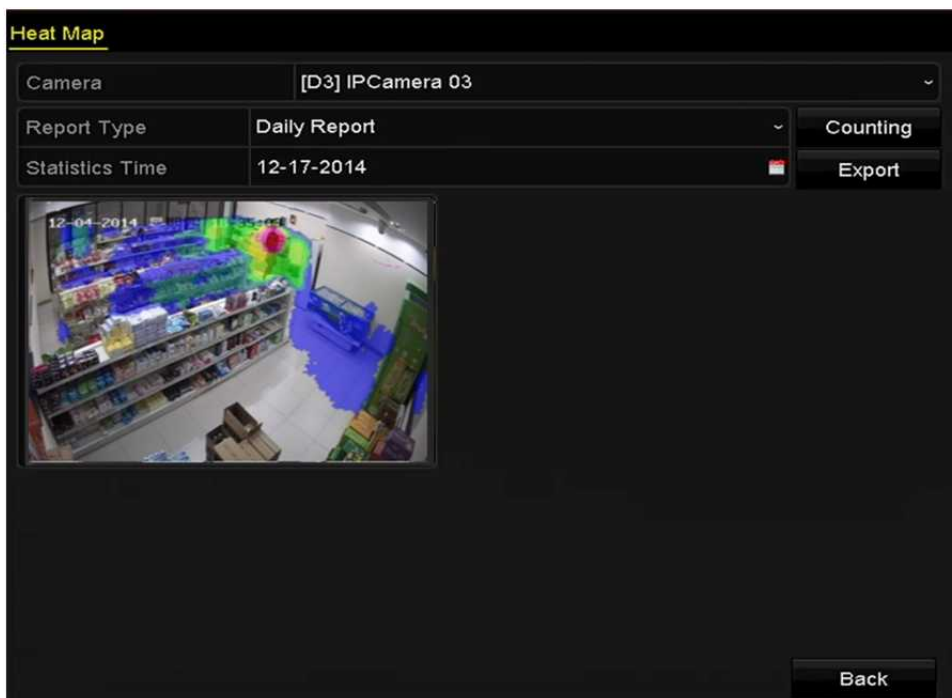 Heat Map
Camera [D3] IPCamera 03
Report Type Daily Report Counting
Statistics Time 12-17-2014 Export
12-04-2014
Back